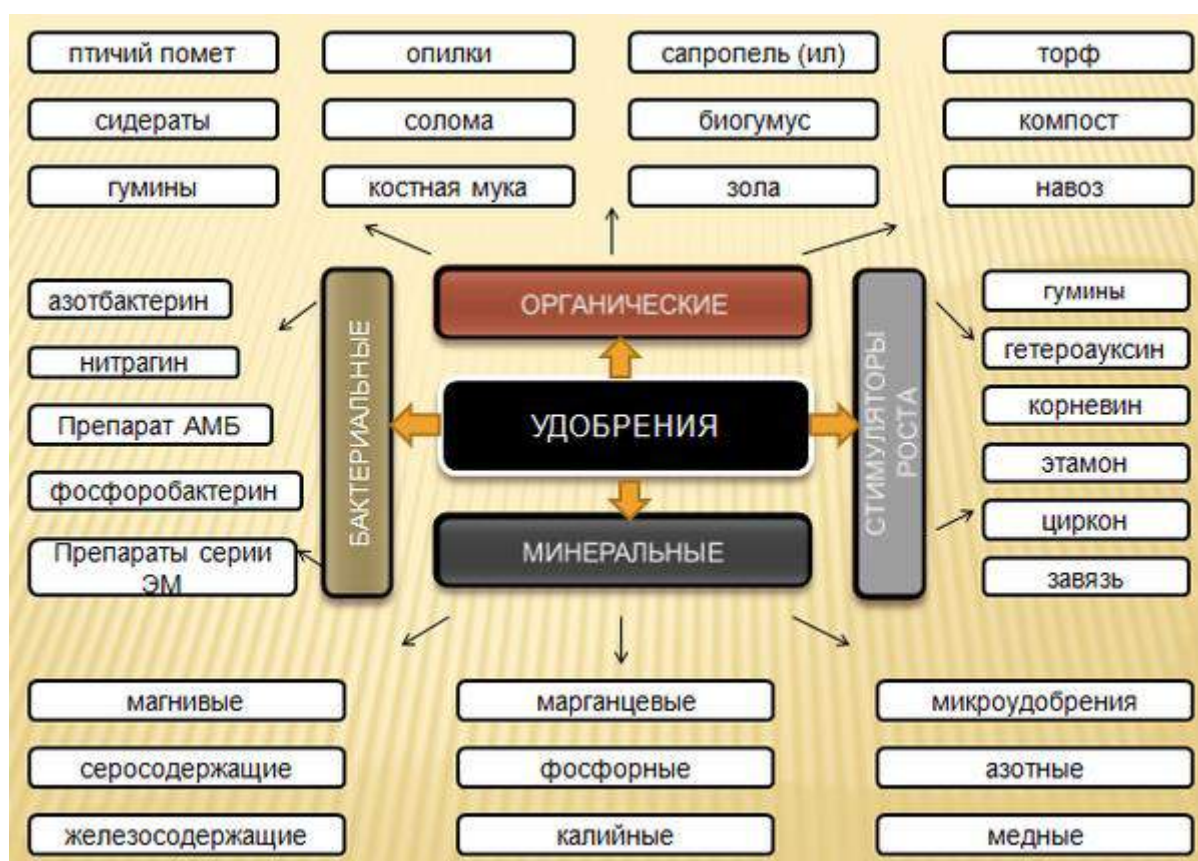 птичий помет
опилки
сапропель (ил)
торф
сидераты
солома
биогумус
компост
гумины
костная мука
зола
навоз
ОРГАНИЧЕСКИЕ
азотбактерин
нитрагин
Препарат АМБ
фосфоробактерин
Препараты серии
ЭМ
БАКТЕРИАЛЬНЫЕ
УДОБРЕНИЯ
СТИМУЛЯТОРЫ
РОСТА
гумины
гетероауксин
корневин
этамон
циркон
завязь
МИНЕРАЛЬНЫЕ
магнивые
марганцевые
микроудобрения
серосодержащие
фосфорные
азотные
железосодержащие
калийные
медные